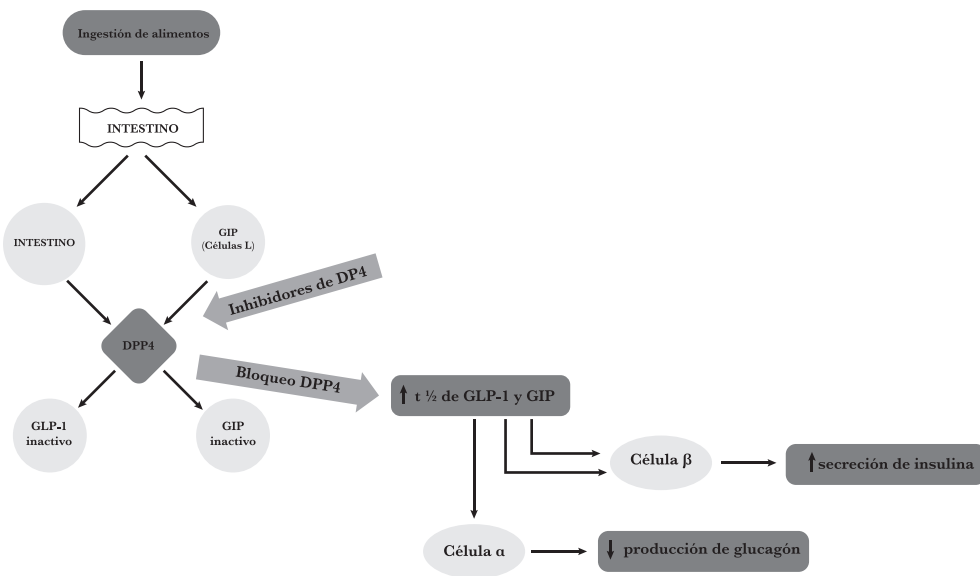 Ingestión de alimentos
INTESTINO
INTESTINO
GIP
(Células L)
Inhibidores de DP4
DPP4
Bloqueo DPP4
↑ t ½ de GLP-1 y GIP
GLP-1
inactivo
GIP
inactivo
Célula β
↑ secreción de insulina
Célula α
↓ producción de glucagón